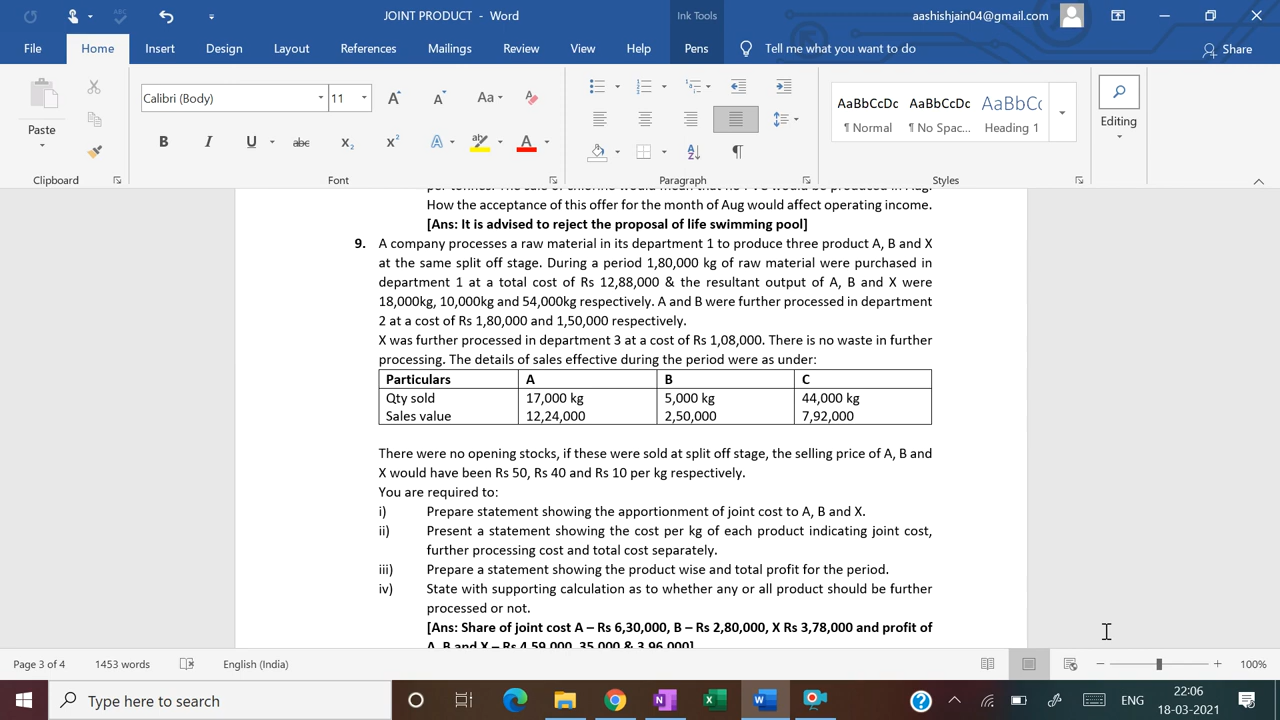 JOINT PRODUCT - Word
Ink Tools
aashishjain04@gmail.com
File Home Insert Design Layout References Mailings Review View Help Pens Tell me what you want to do Share
Calibri (Body) 11
Paste
Editing
AaBbCcDc AaBbCcDc AaBbCc
¶ Normal ¶ No Spac... Heading 1
Clipboard Font Paragraph Styles
How the acceptance of this offer for the month of Aug would affect operating income.
[Ans: It is advised to reject the proposal of life swimming pool]
9. A company processes a raw material in its department 1 to produce three product A, B and X
at the same split off stage. During a period 1,80,000 kg of raw material were purchased in
department 1 at a total cost of Rs 12,88,000 & the resultant output of A, B and X were
18,000kg, 10,000kg and 54,000kg respectively. A and B were further processed in department
2 at a cost of Rs 1,80,000 and 1,50,000 respectively.
X was further processed in department 3 at a cost of Rs 1,08,000. There is no waste in further
processing. The details of sales effective during the period were as under:
Particulars A B C
Qty sold 17,000 kg 5,000 kg 44,000 kg
Sales value 12,24,000 2,50,000 7,92,000
There were no opening stocks, if these were sold at split off stage, the selling price of A, B and
X would have been Rs 50, Rs 40 and Rs 10 per kg respectively.
You are required to:
i) Prepare statement showing the apportionment of joint cost to A, B and X.
ii) Present a statement showing the cost per kg of each product indicating joint cost,
further processing cost and total cost separately.
iii) Prepare a statement showing the product wise and total profit for the period.
iv) State with supporting calculation as to whether any or all product should be further
processed or not.
[Ans: Share of joint cost A – Rs 6,30,000, B – Rs 2,80,000, X Rs 3,78,000 and profit of
A, B and X – Rs 4,59,000, 35,000 & 3,96,000]
Page 3 of 4 1453 words English (India) 100%
Type here to search
ENG
22:06
18-03-2021